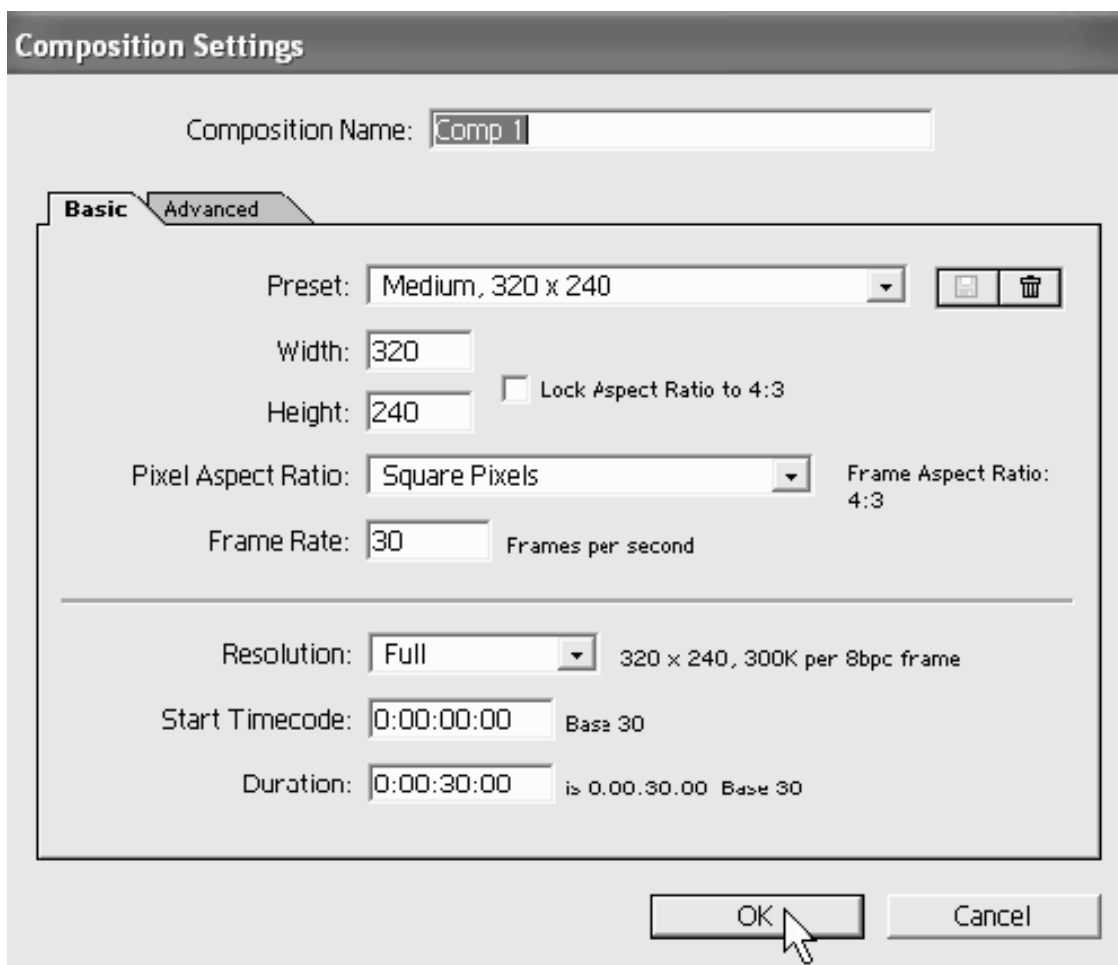 Composition Settings
Composition Name: Comp 1
Basic Advanced
Preset: Medium, 320 x 240
Width: 320
Lock Aspect Ratio to 4:3
Height: 240
Pixel Aspect Ratio: Square Pixels
Frame Aspect Ratio:
4:3
Frame Rate: 30 Frames per second
Resolution: Full 320 x 240, 300K per 8bpc frame
Start Timecode: 0:00:00:00 Base 30
Duration: 0:00:30:00 is 0.00.30.00 Base 30
OK Cancel